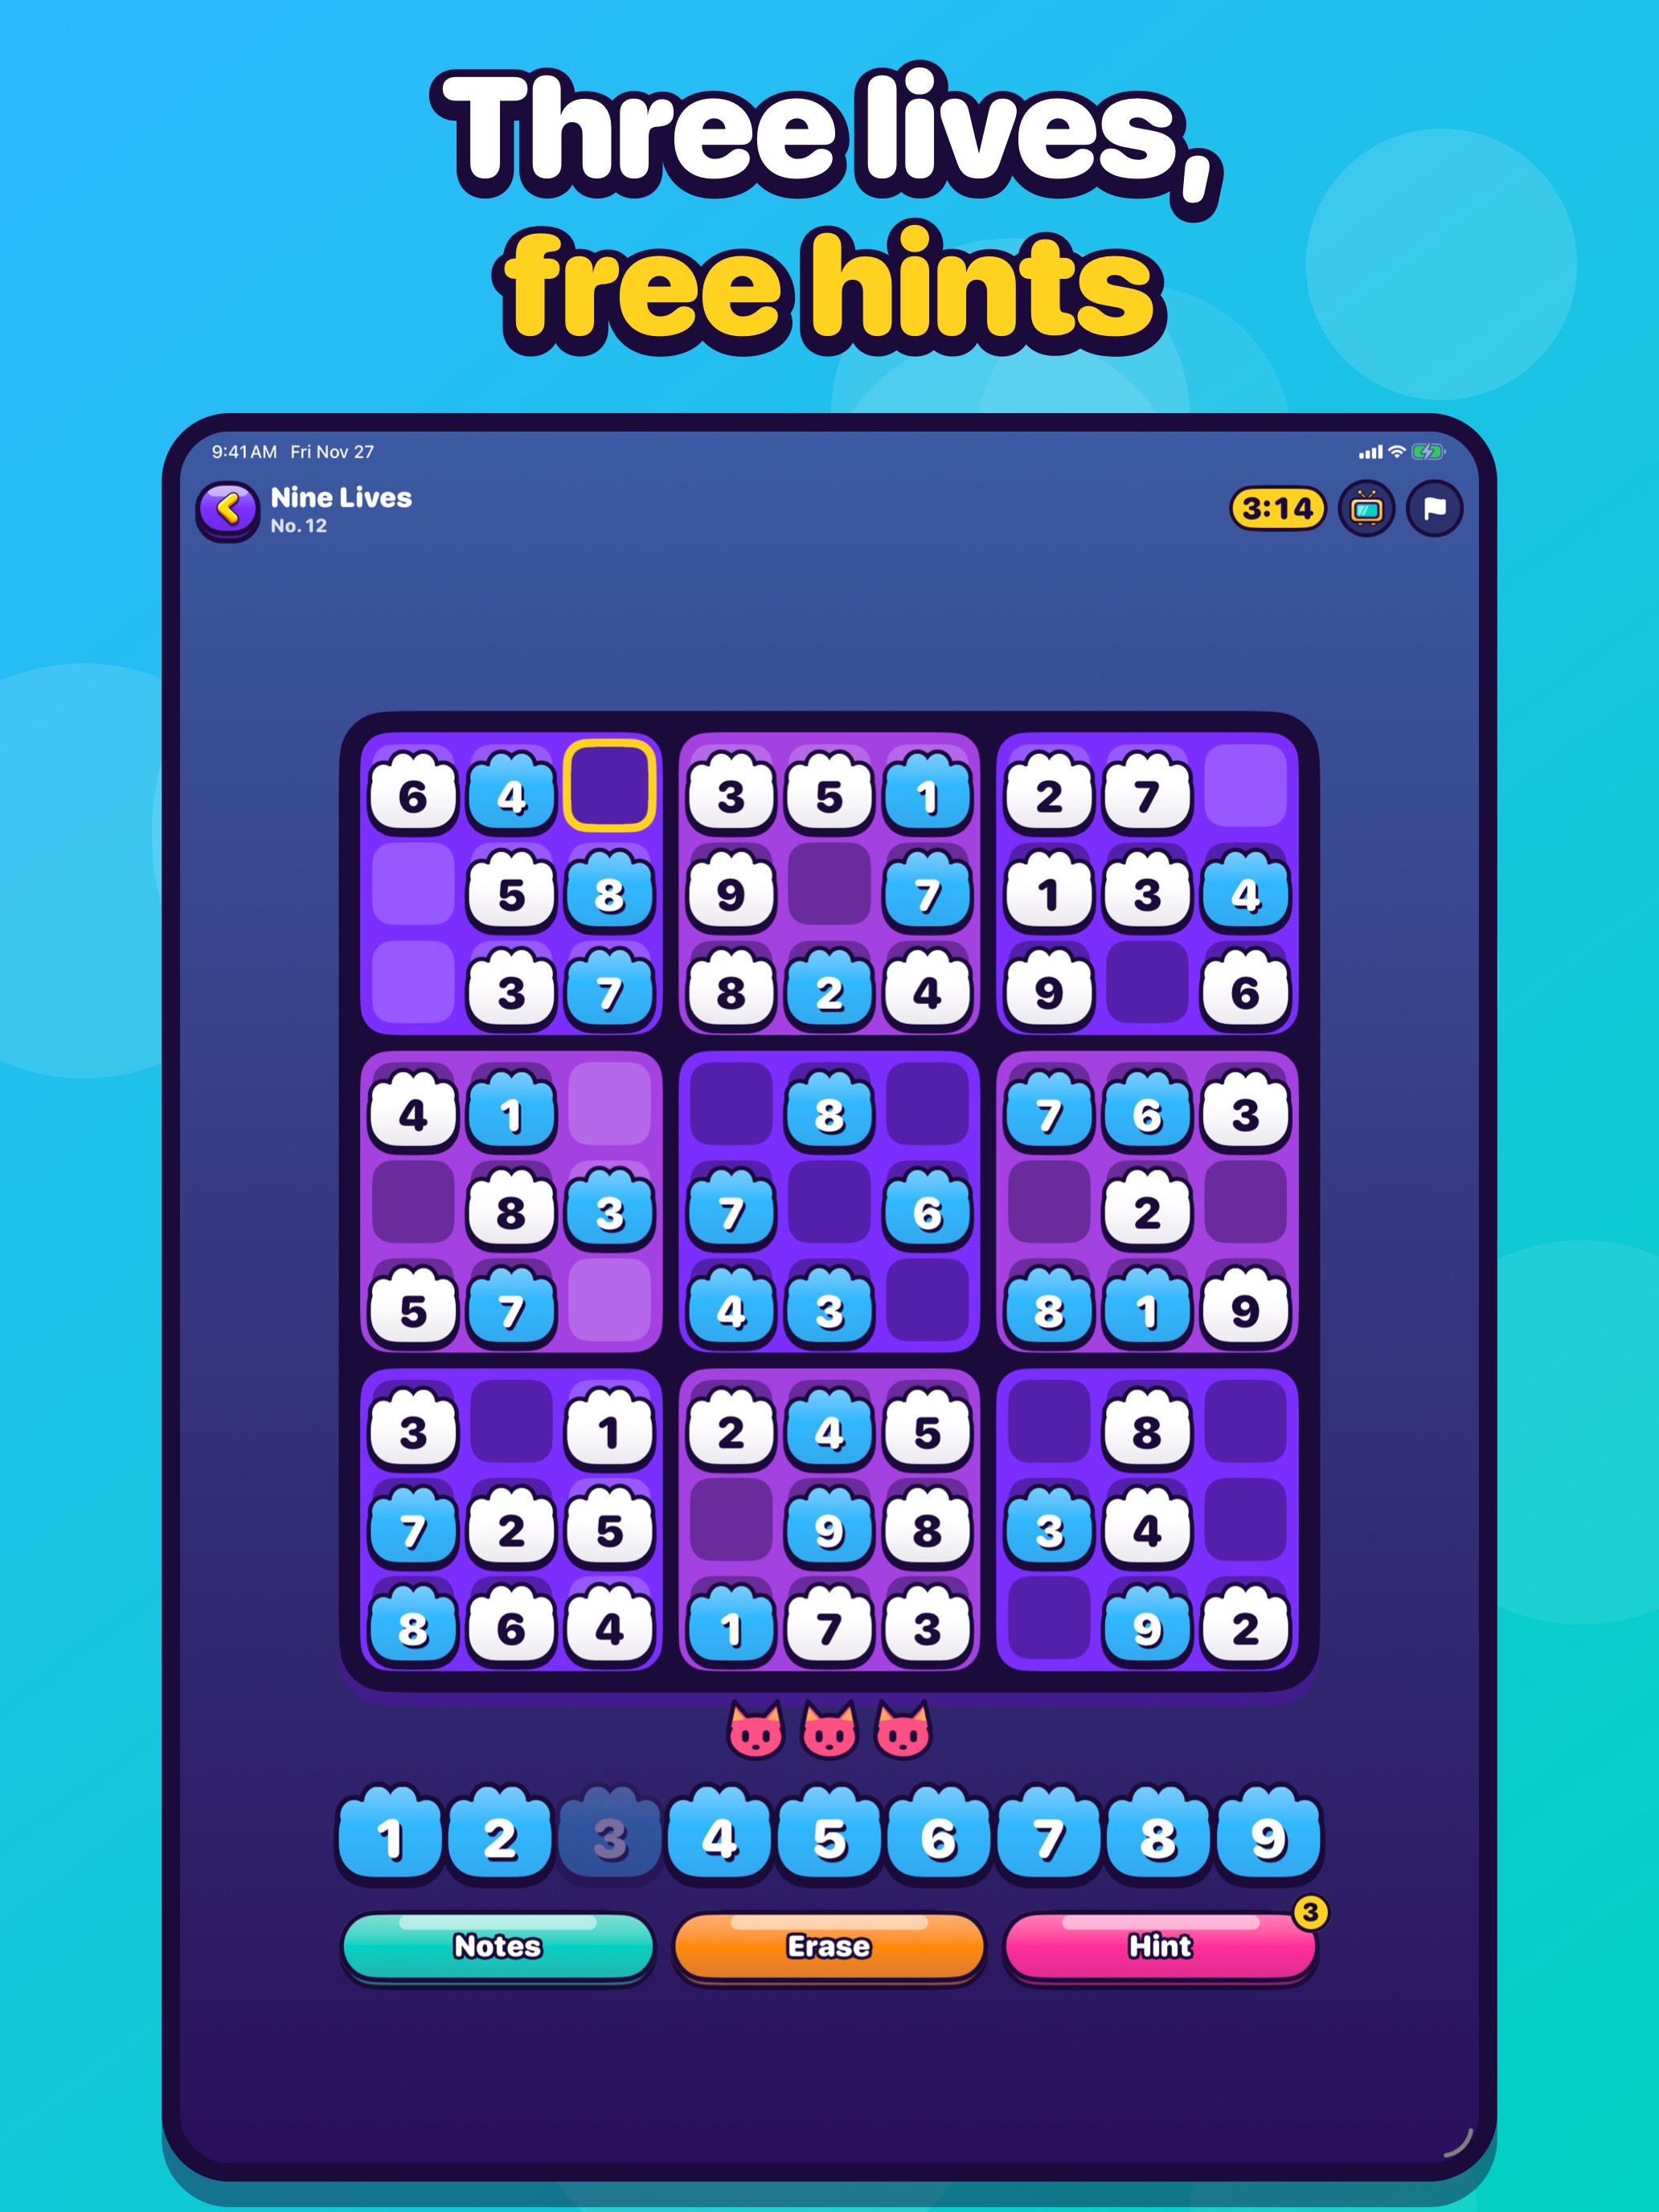 Three lives,
free hints
9:41 AM Fri Nov 27
Nine Lives
No. 12
3:14
6 4 3 5 1 2 7
5 8 9 7 1 3 4
3 7 8 2 4 9 6
4 1 8 7 6 3
8 3 7 6 2
5 7 4 3 8 1 9
3 1 2 4 5 8
7 2 5 9 8 3 4
8 6 4 1 7 3 9 2
1 2 3 4 5 6 7 8 9
Notes Erase Hint 3